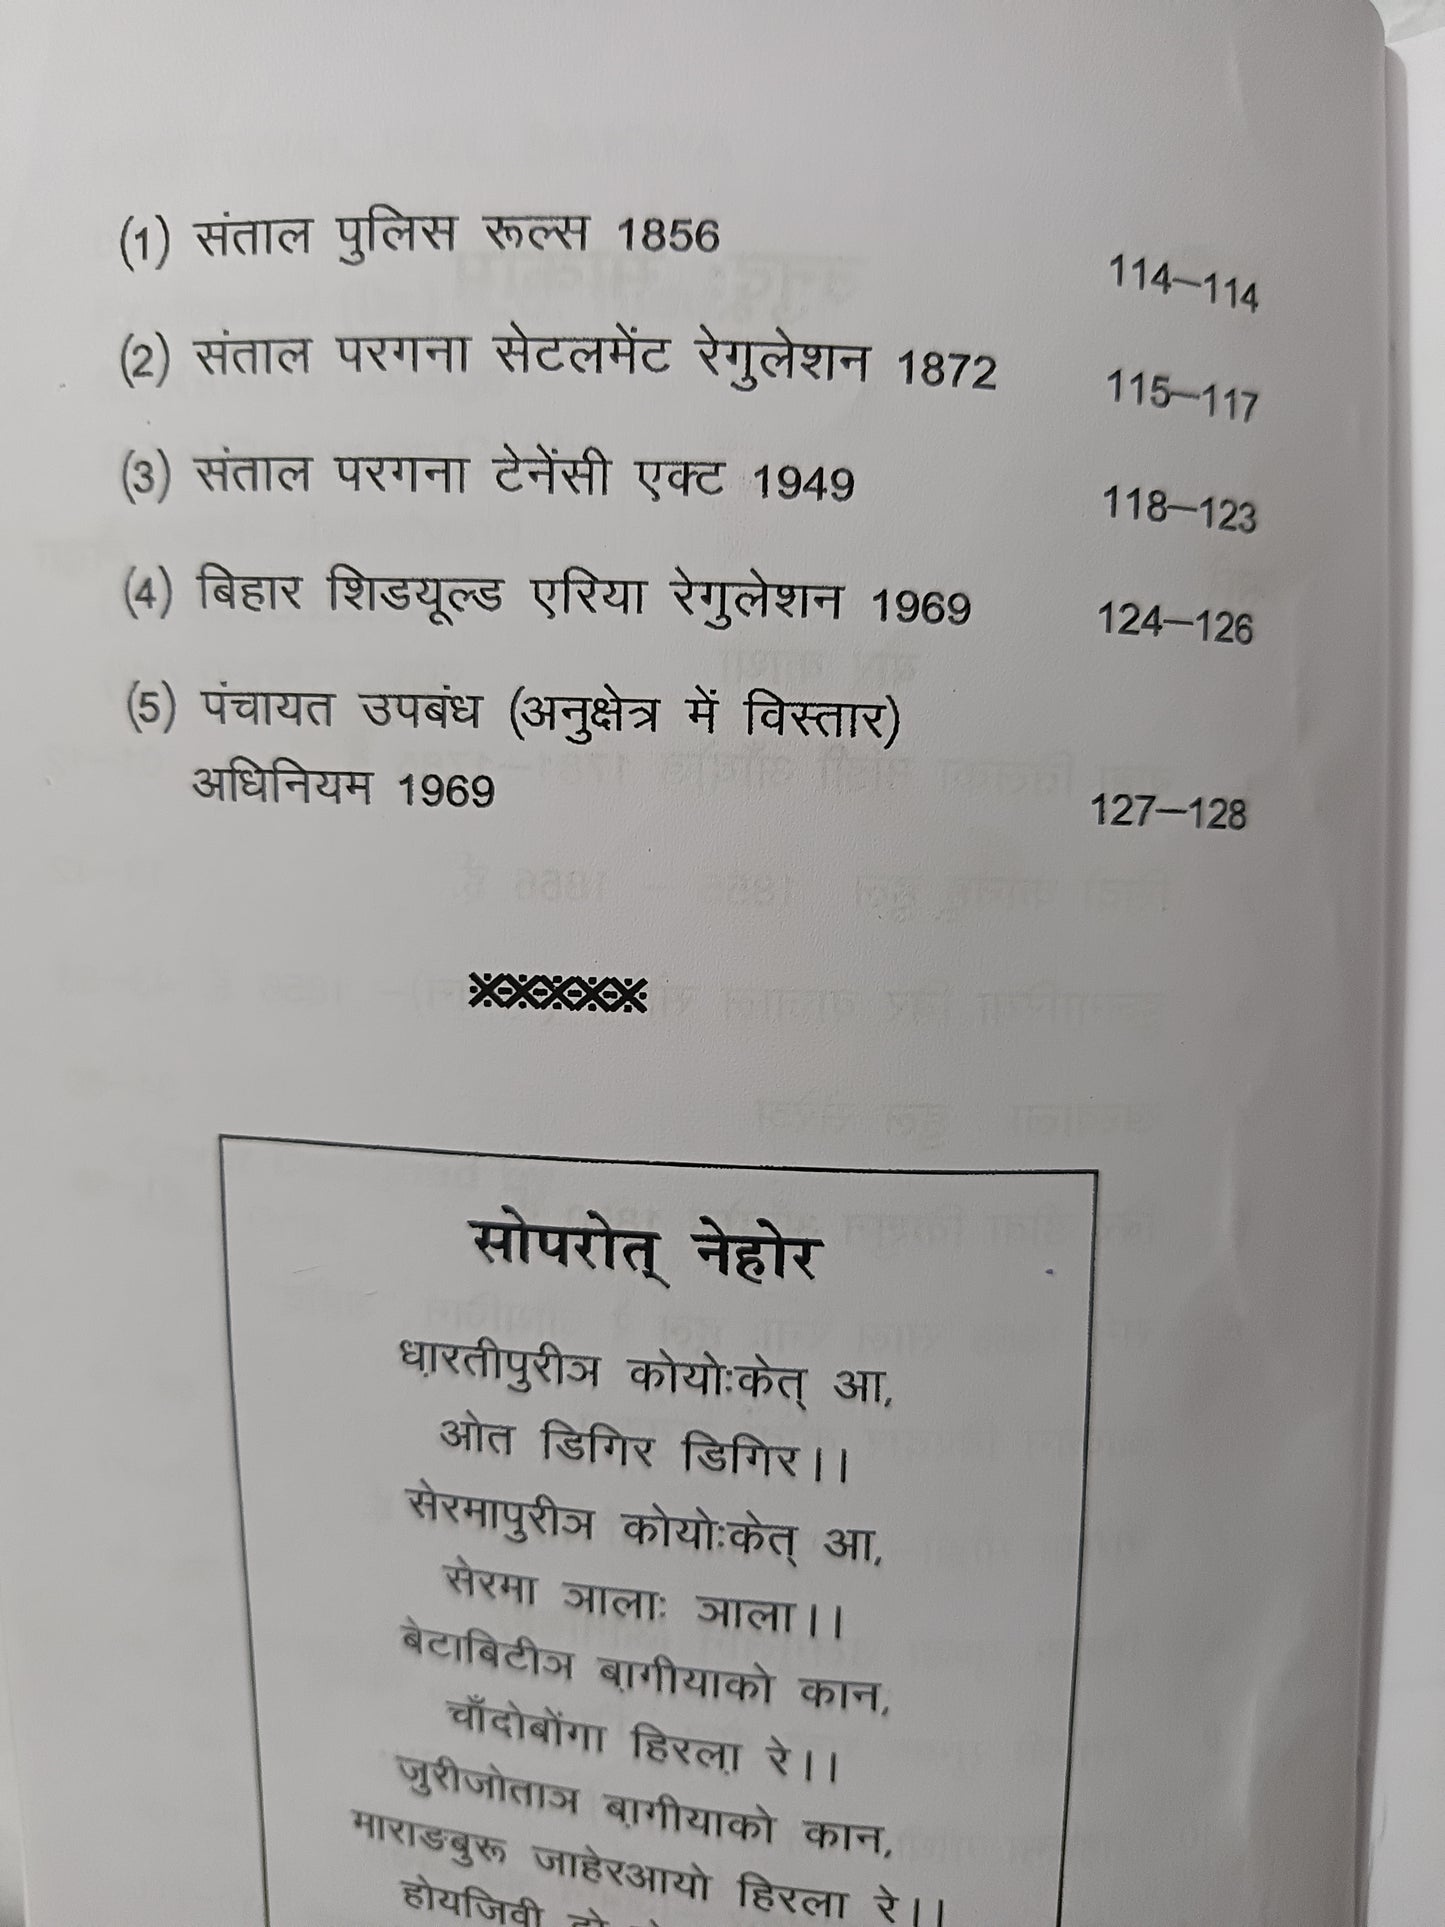 (1) संताल पुलिस रूल्स 1856 114–114
(2) संताल परगना सेटलमेंट रेगुलेशन 1872 115–117
(3) संताल परगना टेनेंसी एक्ट 1949 118–123
(4) बिहार शिडयूल्ड एरिया रेगुलेशन 1969 124–126
(5) पंचायत उपबंध (अनुक्षेत्र में विस्तार)
अधिनियम 1969 127–128
सोपरोत् नेहोर
धा़रतीपुरीञ कोयोःकेत् आ,
ओत डिगिर डिगिर।।
सेरमापुरीञ कोयोःकेत् आ,
सेरमा ञालाः ञाला।।
बेटाबिटीञ बा़गीयाको कान,
चाँदोबोंगा हिरला़ रे।।
जुरीजोताञ बा़गीयाको कान,
माराङबुरू जाहेरआयो हिरला रे।।
होयजिवी